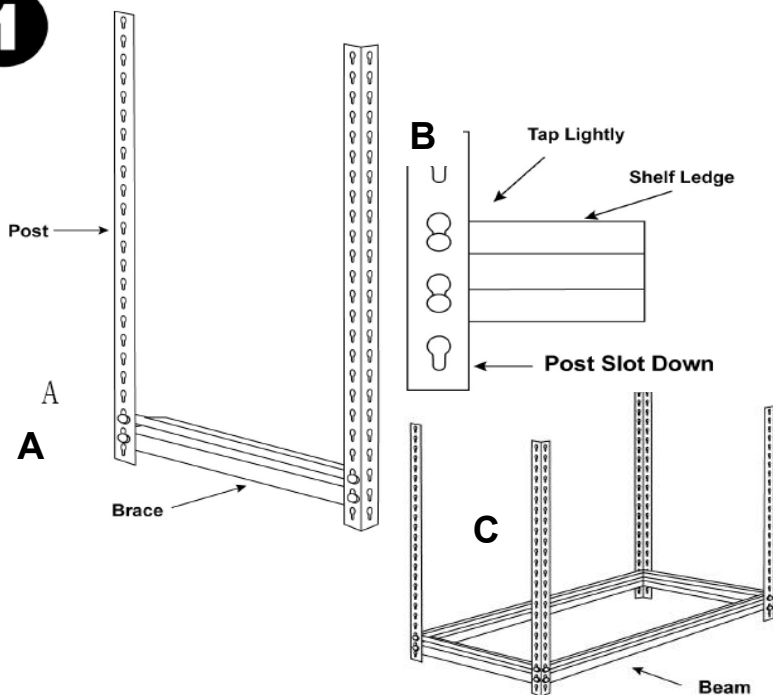 1
B
Tap Lightly
Shelf Ledge
Post
Post Slot Down
A
A
Brace
C
Beam